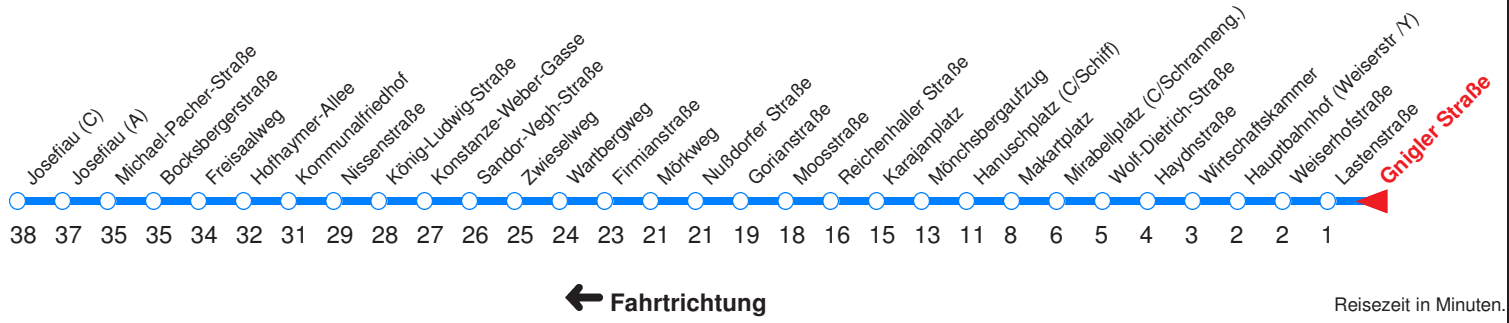 Josefiau (C)
Josefiau (A)
Michael-Pacher-Straße
Bocksbergerstraße
Freisaalweg
Hofhaymer-Allee
Kommunalfriedhof
Nissenstraße
König-Ludwig-Straße
Konstanze-Weber-Gasse
Sandor-Vegh-Straße
Zwieselweg
Wartbergweg
Firmianstraße
Mörkweg
Nußdorfer Straße
Gorianstraße
Moosstraße
Reichenhaller Straße
Karajanplatz
Mönchsbergaufzug
Hanuschplatz (C/Schiff)
Makartplatz
Mirabellplatz (C/Schranneng.)
Wolf-Dietrich-Straße
Haydnstraße
Wirtschaftskammer
Hauptbahnhof (Weiserstr /Y)
Weiserhofstraße
Lastenstraße
Gnigler Straße
38 37 35 35 34 32 31 29 28 27 26 25 24 23 21 21 19 18 16 15 13 11 8 6 5 4 3 2 2 1
Fahrtrichtung
Reisezeit in Minuten.